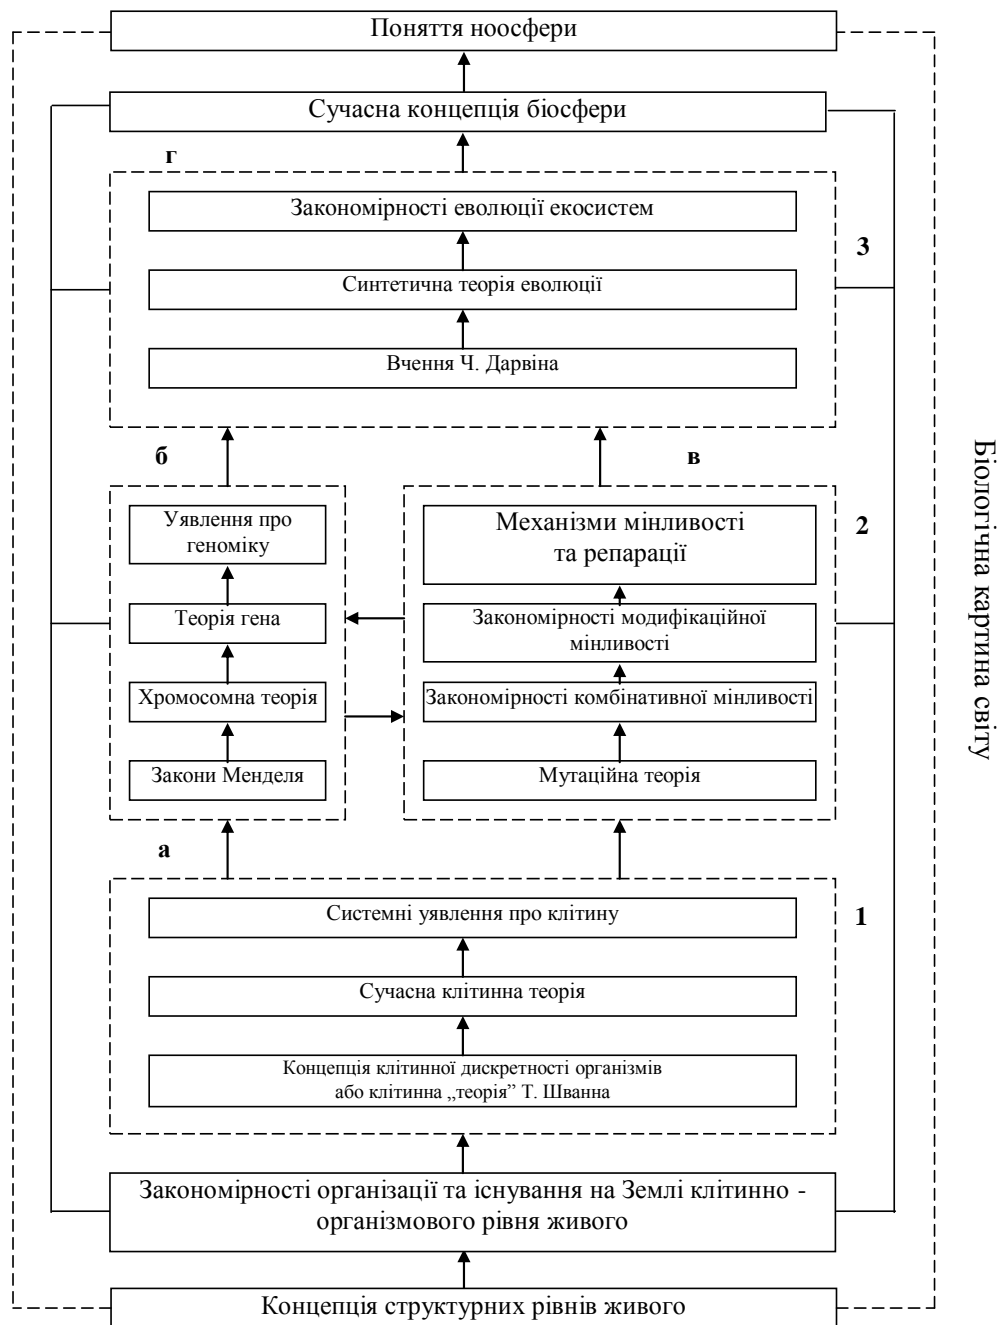 Поняття ноосфери
Сучасна концепція біосфери
г
Закономірності еволюції екосистем
3
Синтетична теорія еволюції
Вчення Ч. Дарвіна
б
в
Уявлення про
геноміку
Теорія гена
Хромосомна теорія
Закони Менделя
Механізми мінливості
та репарації
2
Закономірності модифікаційної
мінливості
Закономірності комбінативної мінливості
Мутаційна теорія
Біологічна картина світу
а
Системні уявлення про клітину
1
Сучасна клітинна теорія
Концепція клітинної дискретності організмів
або клітинна „теорія” Т. Шванна
Закономірності організації та існування на Землі клітинно -
організмового рівня живого
Концепція структурних рівнів живого